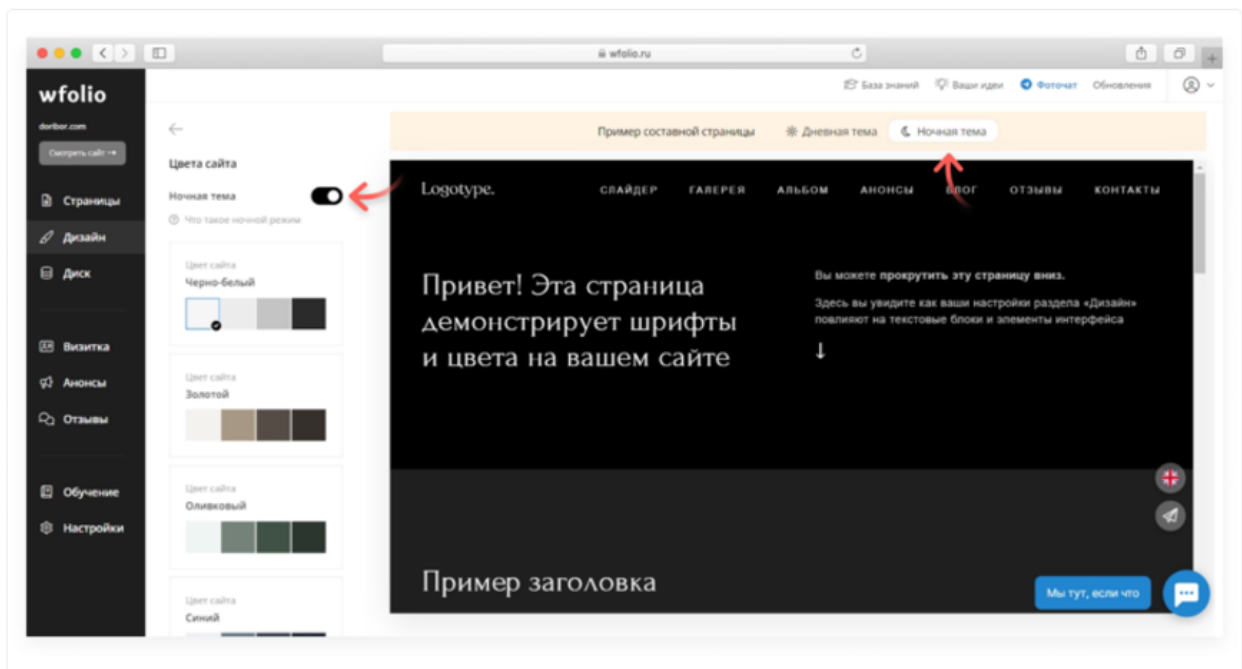 wfolio.ru
wfolio
База знаний
Ваши идеи
Фоточат
Обновления
doribor.com
Смотреть сайт →
Страницы
Дизайн
Диск
Визитка
Анонсы
Отзывы
Обучение
Настройки
Цвета сайта
Ночная тема
Что такое ночной режим
Цвет сайта
Черно-белый
Цвет сайта
Золотой
Цвет сайта
Оливковый
Цвет сайта
Синий
Пример составной страницы
Дневная тема
Ночная тема
Logotype.
СЛАЙДЕР ГАЛЕРЕЯ АЛЬБОМ АНОНСЫ БЛОГ ОТЗЫВЫ КОНТАКТЫ
Привет! Эта страница
демонстрирует шрифты
и цвета на вашем сайте
Вы можете прокрутить эту страницу вниз.
Здесь вы увидите как ваши настройки раздела «Дизайн»
повлияют на текстовые блоки и элементы интерфейса
Пример заголовка
Мы тут, если что